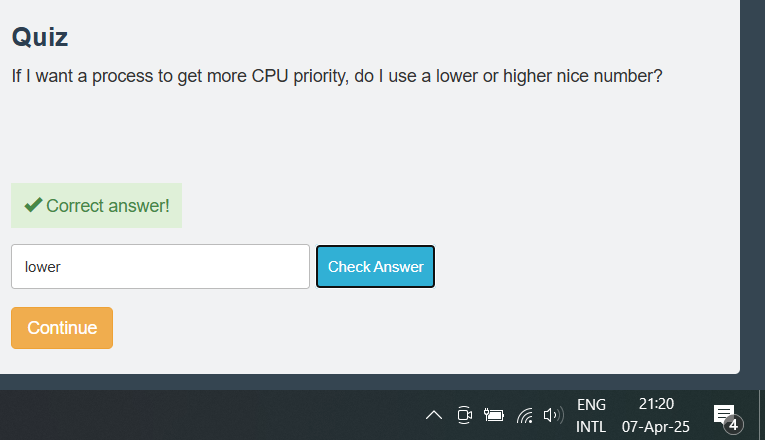 Quiz
If I want a process to get more CPU priority, do I use a lower or higher nice number?
Correct answer!
lower
Check Answer
Continue
ENG 21:20
INTL 07-Apr-25
4